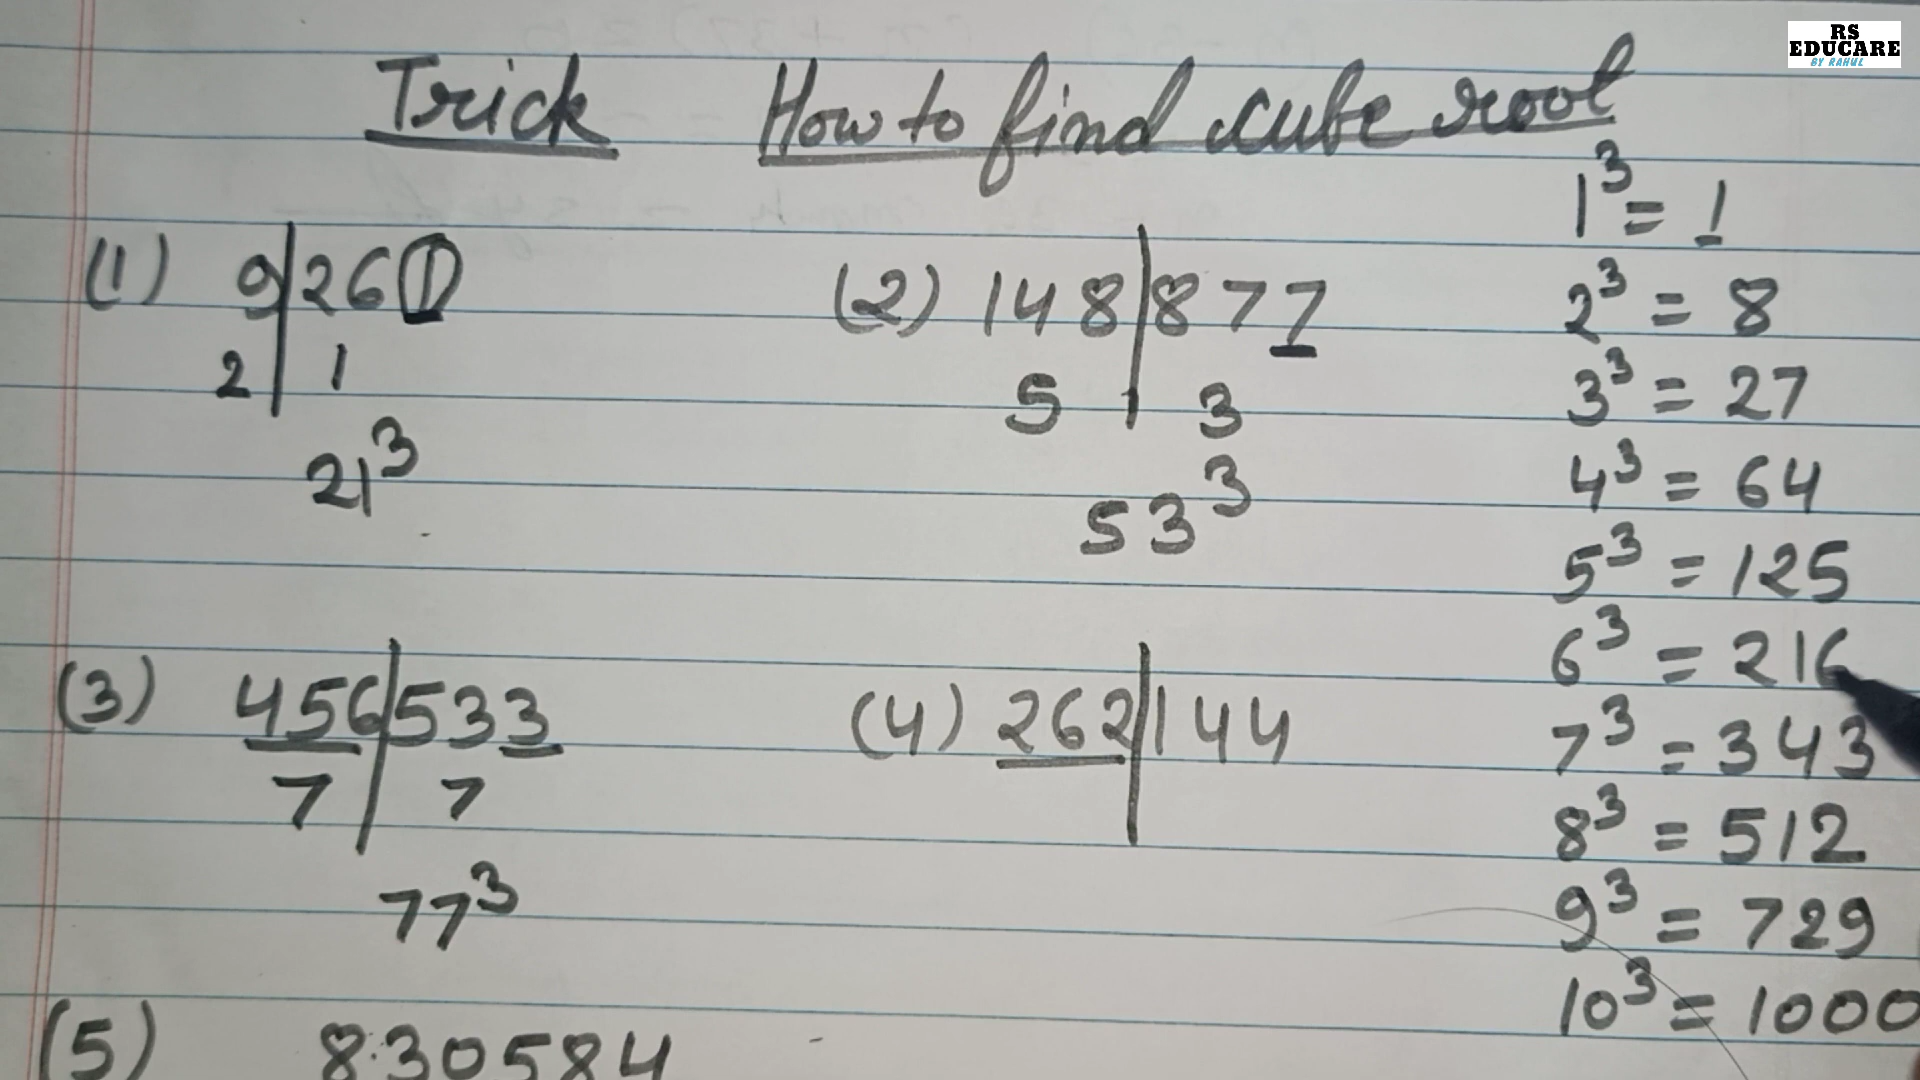 RS
EDUCARE
BY RAHUL
Trick How to find cube root
(1) 9|261
2 | 1
21³
(2) 148|877
5 | 3
53³
(3) 456|533
7 | 7
77³
(4) 262|144
(5) 830584
1³ = 1
2³ = 8
3³ = 27
4³ = 64
5³ = 125
6³ = 216
7³ = 343
8³ = 512
9³ = 729
10³ = 1000